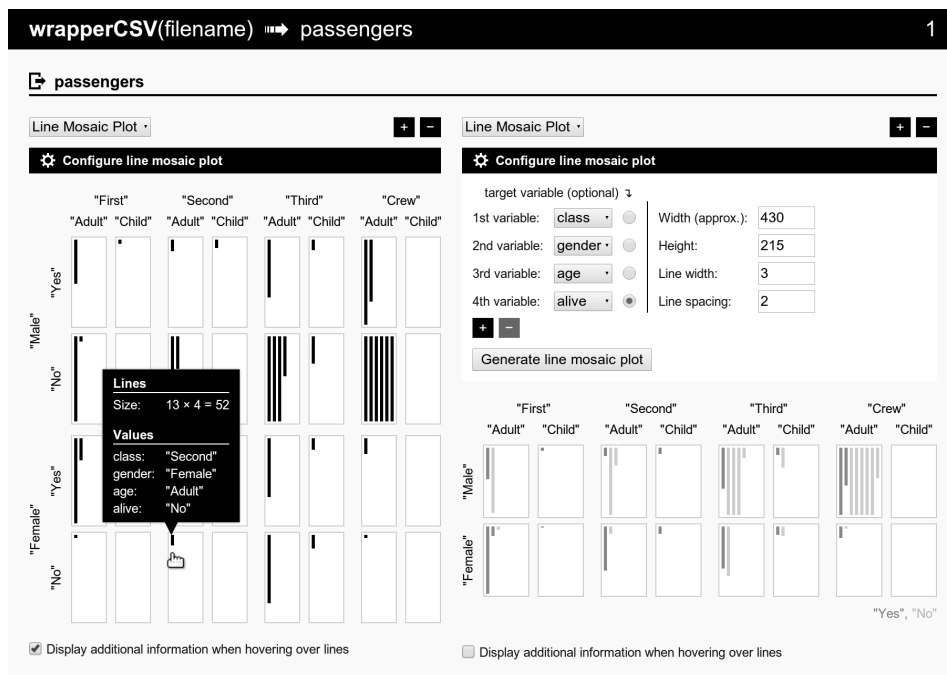 wrapperCSV(filename) ➟ passengers 1
passengers
Line Mosaic Plot
+ −
Configure line mosaic plot
"First" "Second" "Third" "Crew"
"Adult" "Child" "Adult" "Child" "Adult" "Child" "Adult" "Child"
"Male"
"Yes"
"No"
"Female"
"Yes"
"No"
Lines
Size: 13 × 4 = 52
Values
class: "Second"
gender: "Female"
age: "Adult"
alive: "No"
Display additional information when hovering over lines
Line Mosaic Plot
+ −
Configure line mosaic plot
target variable (optional) ↴
1st variable: class Width (approx.): 430
2nd variable: gender Height: 215
3rd variable: age Line width: 3
4th variable: alive Line spacing: 2
+ −
Generate line mosaic plot
"First" "Second" "Third" "Crew"
"Adult" "Child" "Adult" "Child" "Adult" "Child" "Adult" "Child"
"Male"
"Female"
"Yes", "No"
Display additional information when hovering over lines